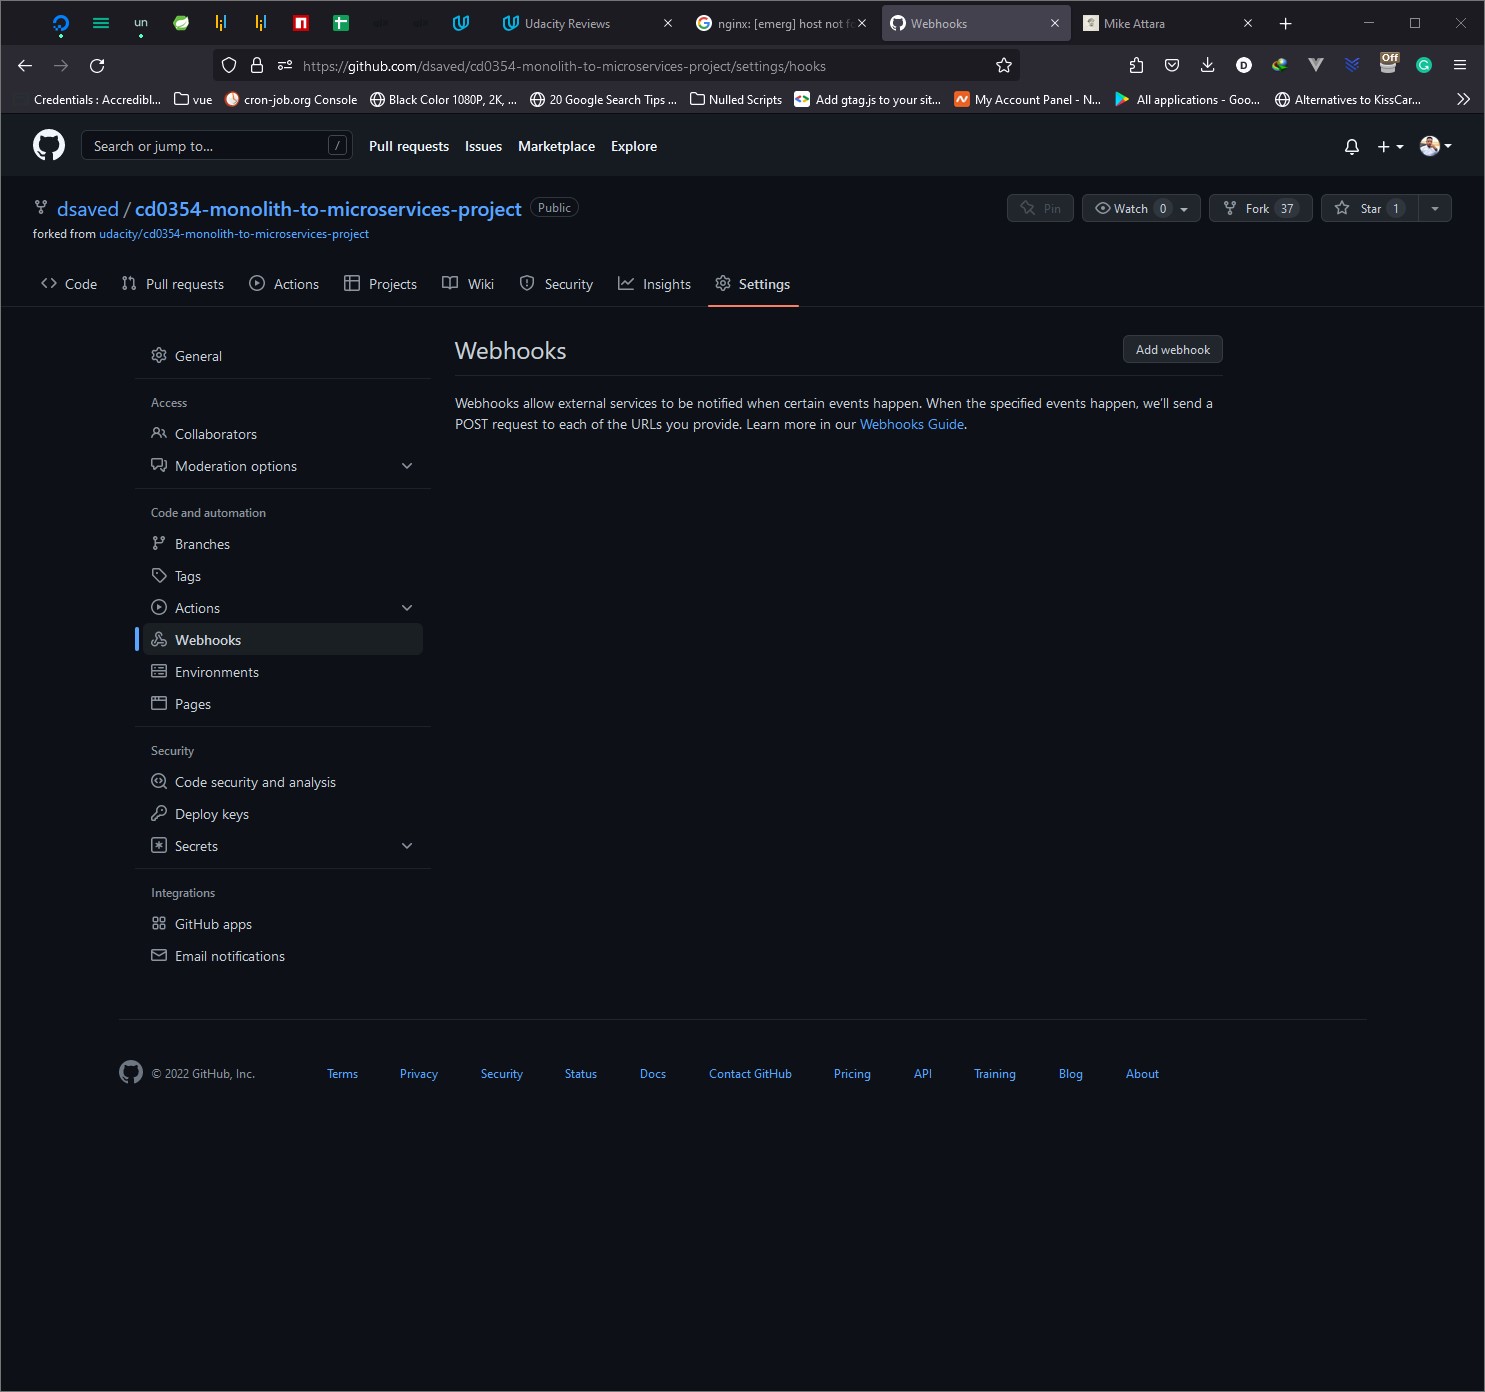 un
Udacity Reviews
nginx: [emerg] host not f
Webhooks
Mike Attara
https://github.com/dsaved/cd0354-monolith-to-microservices-project/settings/hooks
Off
Credentials : Accredibl...
vue
cron-job.org Console
Black Color 1080P, 2K, ...
20 Google Search Tips ...
Nulled Scripts
Add gtag.js to your sit...
My Account Panel - N...
All applications - Goo...
Alternatives to KissCar...
Search or jump to...
/
Pull requests
Issues
Marketplace
Explore
dsaved / cd0354-monolith-to-microservices-project
Public
Pin
Watch 0
Fork 37
Star 1
forked from udacity/cd0354-monolith-to-microservices-project
Code
Pull requests
Actions
Projects
Wiki
Security
Insights
Settings
General
Access
Collaborators
Moderation options
Code and automation
Branches
Tags
Actions
Webhooks
Environments
Pages
Security
Code security and analysis
Deploy keys
Secrets
Integrations
GitHub apps
Email notifications
Webhooks
Add webhook
Webhooks allow external services to be notified when certain events happen. When the specified events happen, we'll send a
POST request to each of the URLs you provide. Learn more in our Webhooks Guide.
© 2022 GitHub, Inc.
Terms
Privacy
Security
Status
Docs
Contact GitHub
Pricing
API
Training
Blog
About